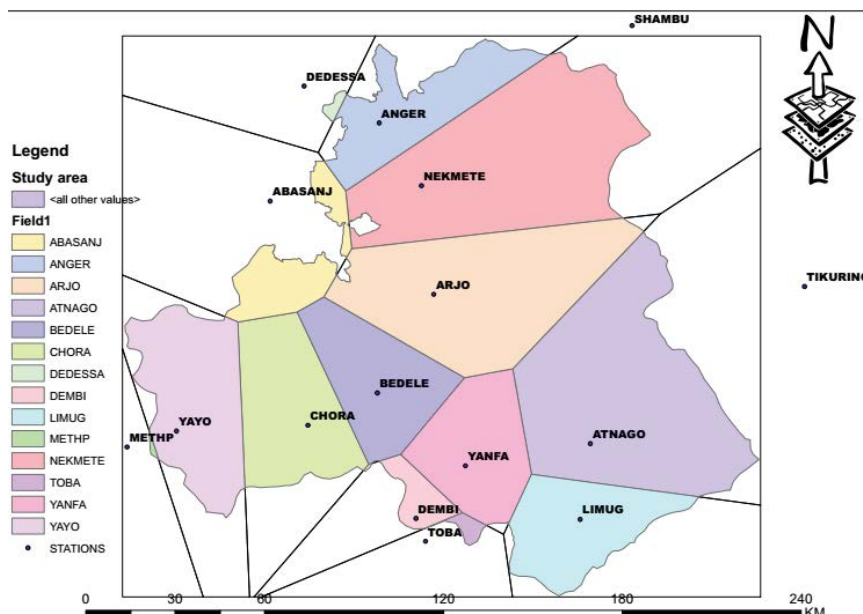 SHAMBU
N
DEDESSA
ANGER
Legend
Study area
<all other values>
Field1
ABASANJ
ANGER
ARJO
ATNAGO
BEDELE
CHORA
DEDESSA
DEMBI
LIMUG
METHP
NEKMETE
TOBA
YANFA
YAYO
STATIONS
NEKMETE
ABASANJ
TIKURING
ARJO
BEDELE
CHORA
YAYO
METHP
ATNAGO
YANFA
DEMBI
LIMUG
TOBA
0 30 60 120 180 240
KM